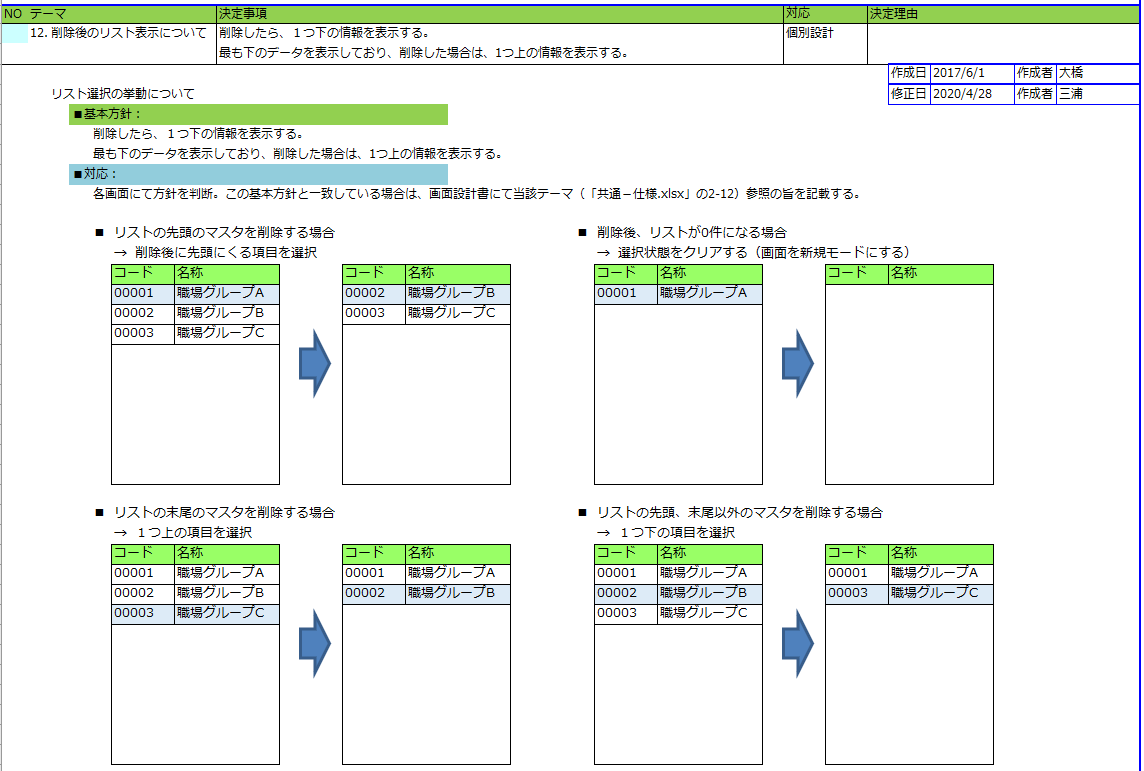 NO テーマ 決定事項 対応 決定理由
12. 削除後のリスト表示について 削除したら、１つ下の情報を表示する。 個別設計
最も下のデータを表示しており、削除した場合は、1つ上の情報を表示する。
作成日 2017/6/1 作成者 大橋
修正日 2020/4/28 作成者 三浦
リスト選択の挙動について
■基本方針：
削除したら、１つ下の情報を表示する。
最も下のデータを表示しており、削除した場合は、1つ上の情報を表示する。
■対応：
各画面にて方針を判断。この基本方針と一致している場合は、画面設計書にて当該テーマ（「共通－仕様.xlsx」の2-12）参照の旨を記載する。
■ リストの先頭のマスタを削除する場合
→ 削除後に先頭にくる項目を選択
コード 名称
00001 職場グループA
00002 職場グループB
00003 職場グループC
コード 名称
00002 職場グループB
00003 職場グループC
■ 削除後、リストが0件になる場合
→ 選択状態をクリアする（画面を新規モードにする）
コード 名称
00001 職場グループA
コード 名称
■ リストの末尾のマスタを削除する場合
→ １つ上の項目を選択
コード 名称
00001 職場グループA
00002 職場グループB
00003 職場グループC
コード 名称
00001 職場グループA
00002 職場グループB
■ リストの先頭、末尾以外のマスタを削除する場合
→ １つ下の項目を選択
コード 名称
00001 職場グループA
00002 職場グループB
00003 職場グループC
コード 名称
00001 職場グループA
00003 職場グループC